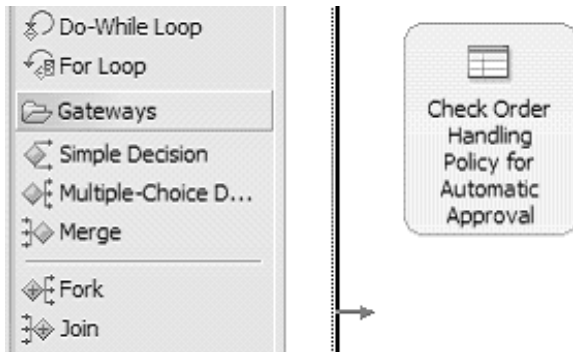 Do-While Loop
For Loop
Gateways
Simple Decision
Multiple-Choice D...
Merge
Fork
Join
Check Order
Handling
Policy for
Automatic
Approval